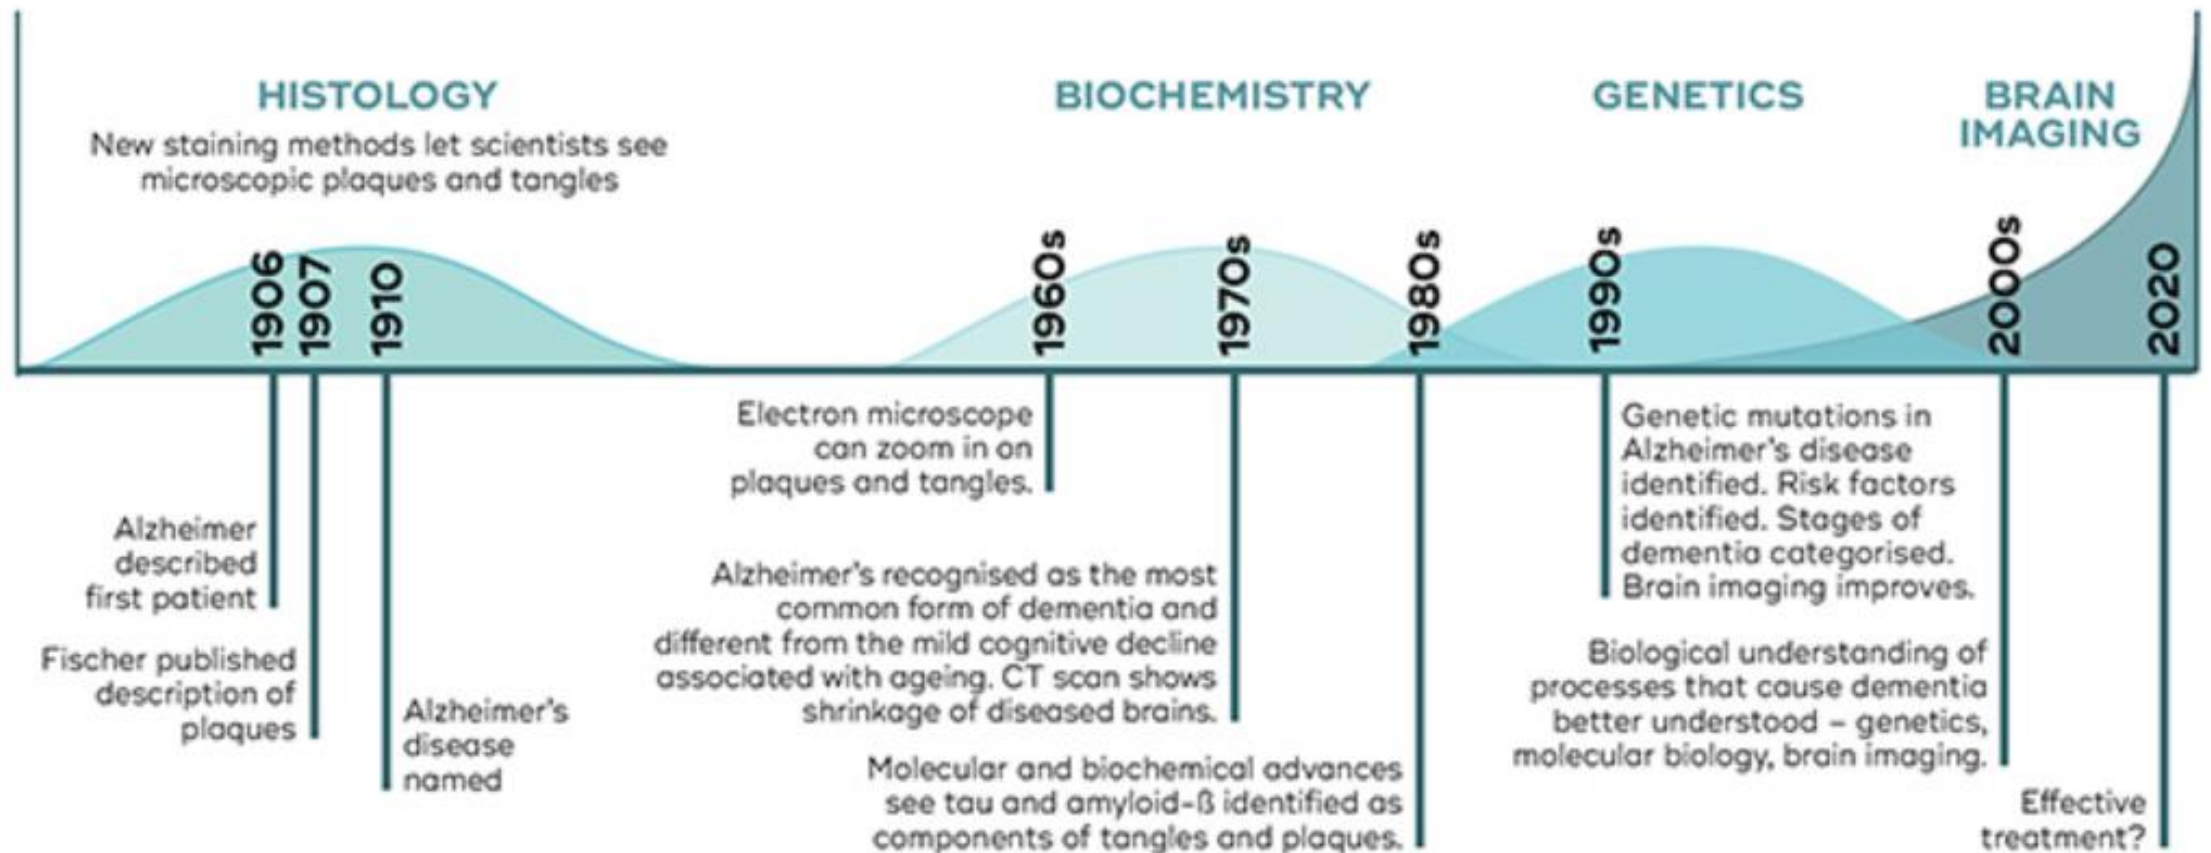 HISTOLOGY
New staining methods let scientists see
microscopic plaques and tangles
BIOCHEMISTRY
GENETICS
BRAIN
IMAGING
1906
1907
1910
1960s
1970s
1980s
1990s
2000s
2020
Alzheimer
described
first patient
Fischer published
description of
plaques
Alzheimer's
disease
named
Electron microscope
can zoom in on
plaques and tangles.
Alzheimer's recognised as the most
common form of dementia and
different from the mild cognitive decline
associated with ageing. CT scan shows
shrinkage of diseased brains.
Molecular and biochemical advances
see tau and amyloid-ß identified as
components of tangles and plaques.
Genetic mutations in
Alzheimer's disease
identified. Risk factors
identified. Stages of
dementia categorised.
Brain imaging improves.
Biological understanding of
processes that cause dementia
better understood – genetics,
molecular biology, brain imaging.
Effective
treatment?